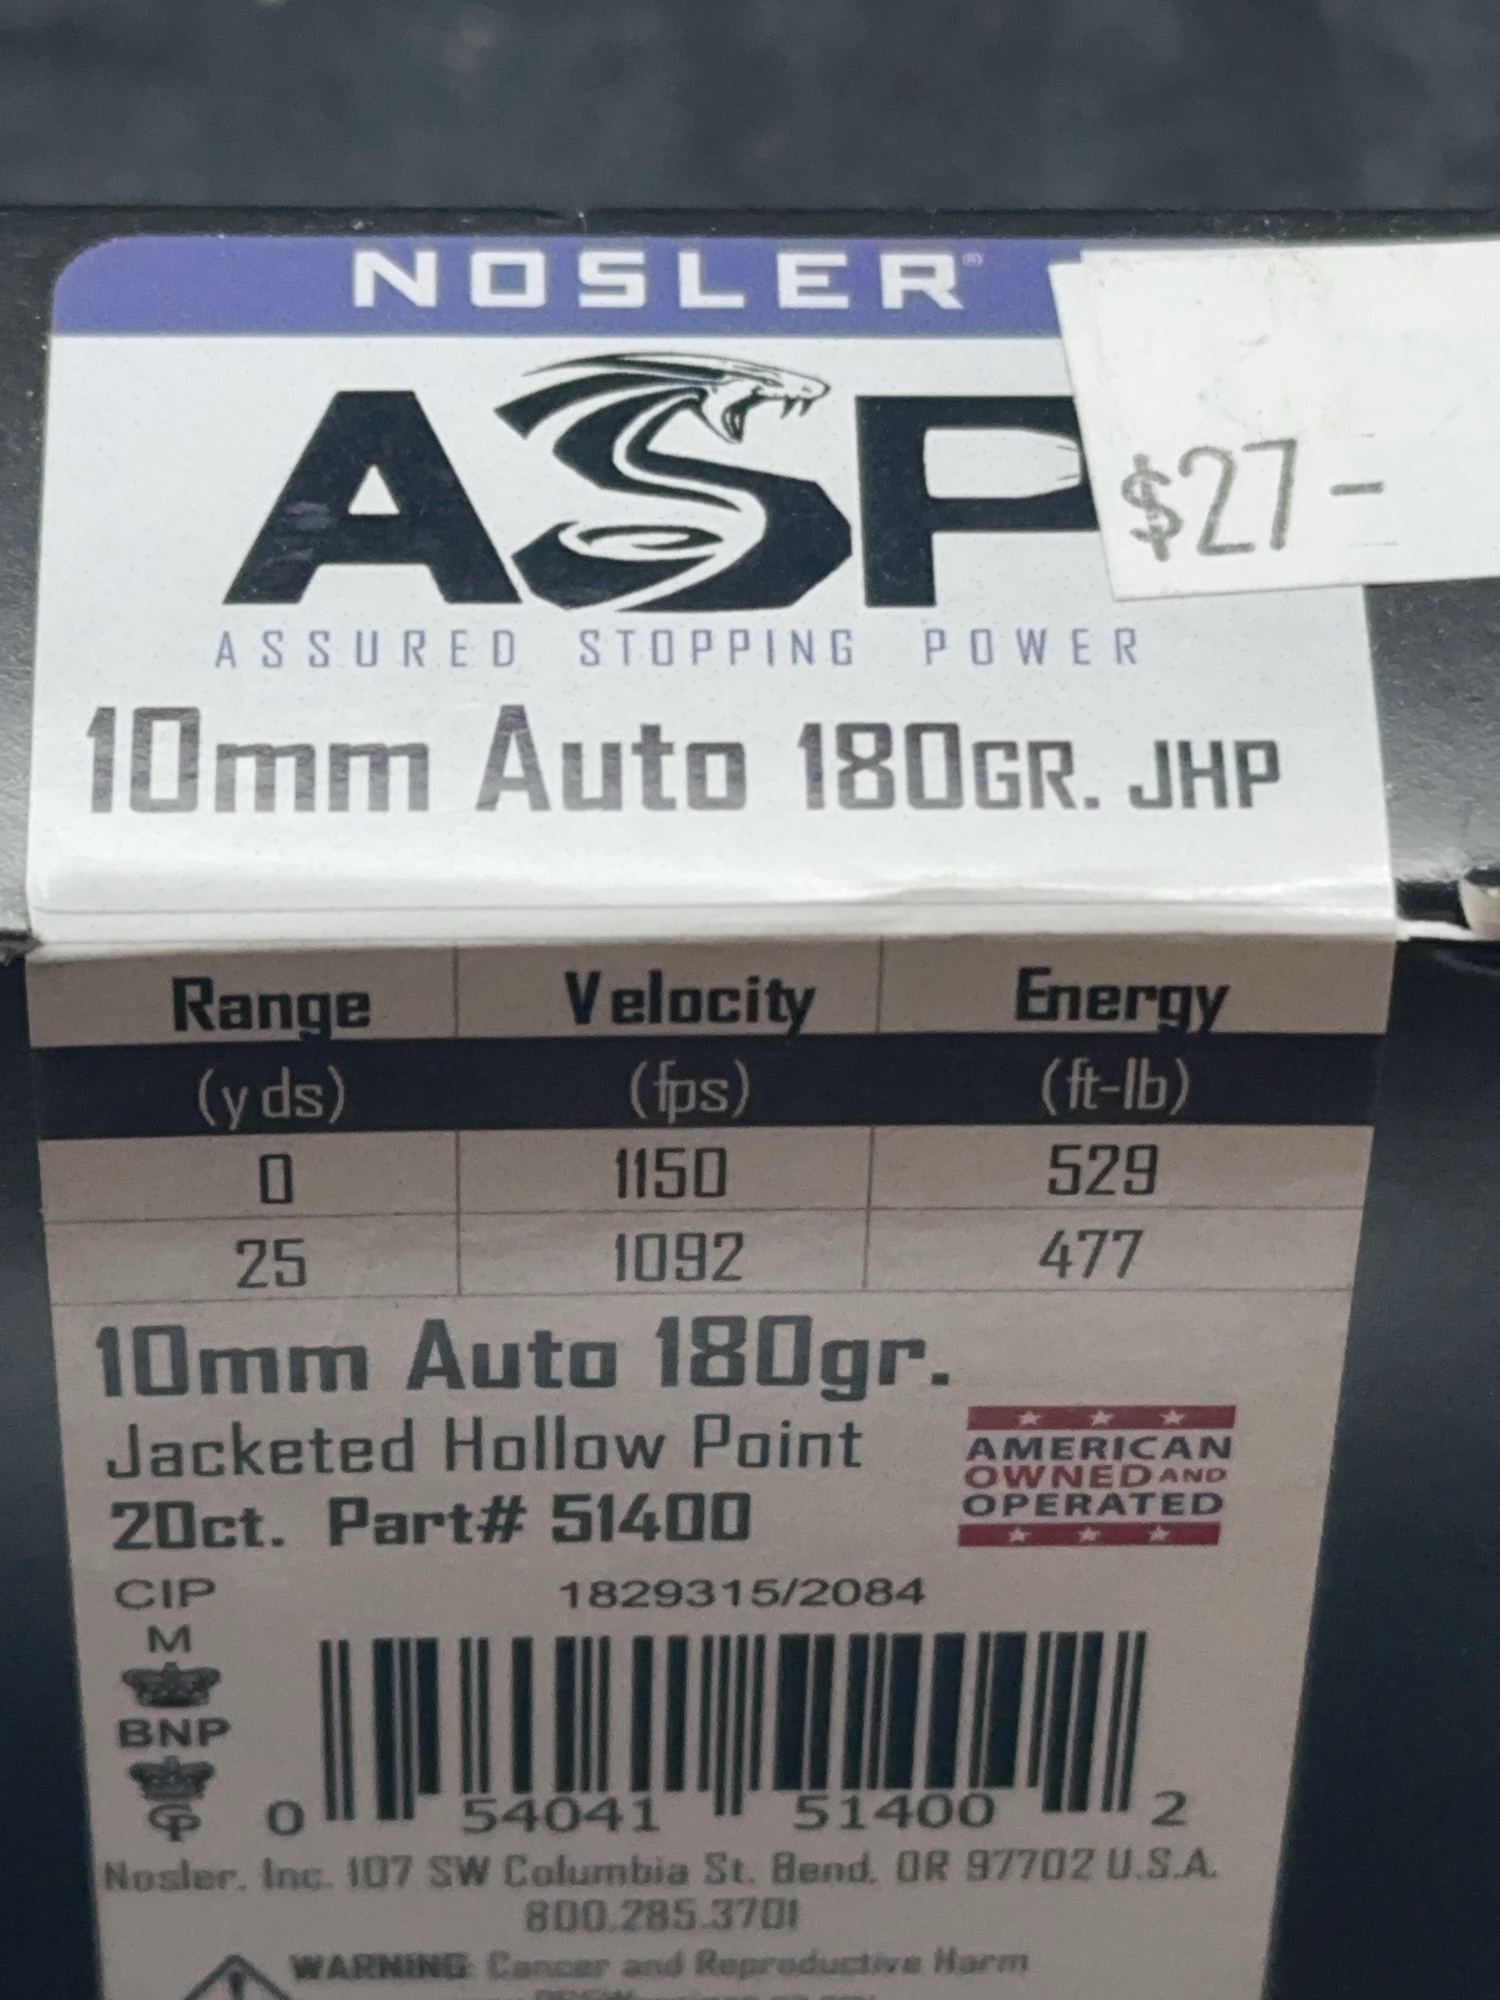 NOSLER®
ASP
$27-
ASSURED STOPPING POWER
10mm Auto 180GR. JHP
Range Velocity Energy
(yds) (fps) (ft-lb)
0 1150 529
25 1092 477
10mm Auto 180gr.
Jacketed Hollow Point
20ct. Part# 51400
AMERICAN
OWNED AND
OPERATED
CIP
M
BNP
1829315/2084
0 54041 51400 2
Nosler, Inc. 107 SW Columbia St. Bend, OR 97702 U.S.A.
800.285.3701
WARNING: Cancer and Reproductive Harm